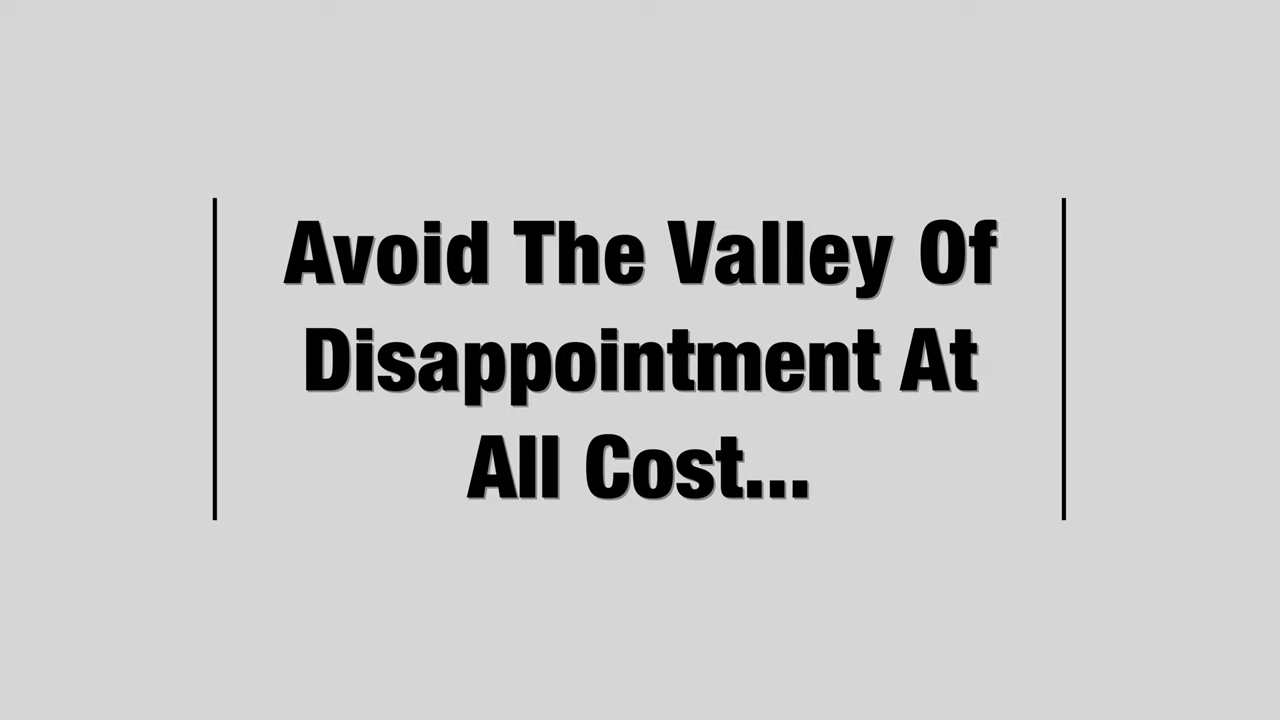 Avoid The Valley Of
Disappointment At
All Cost...